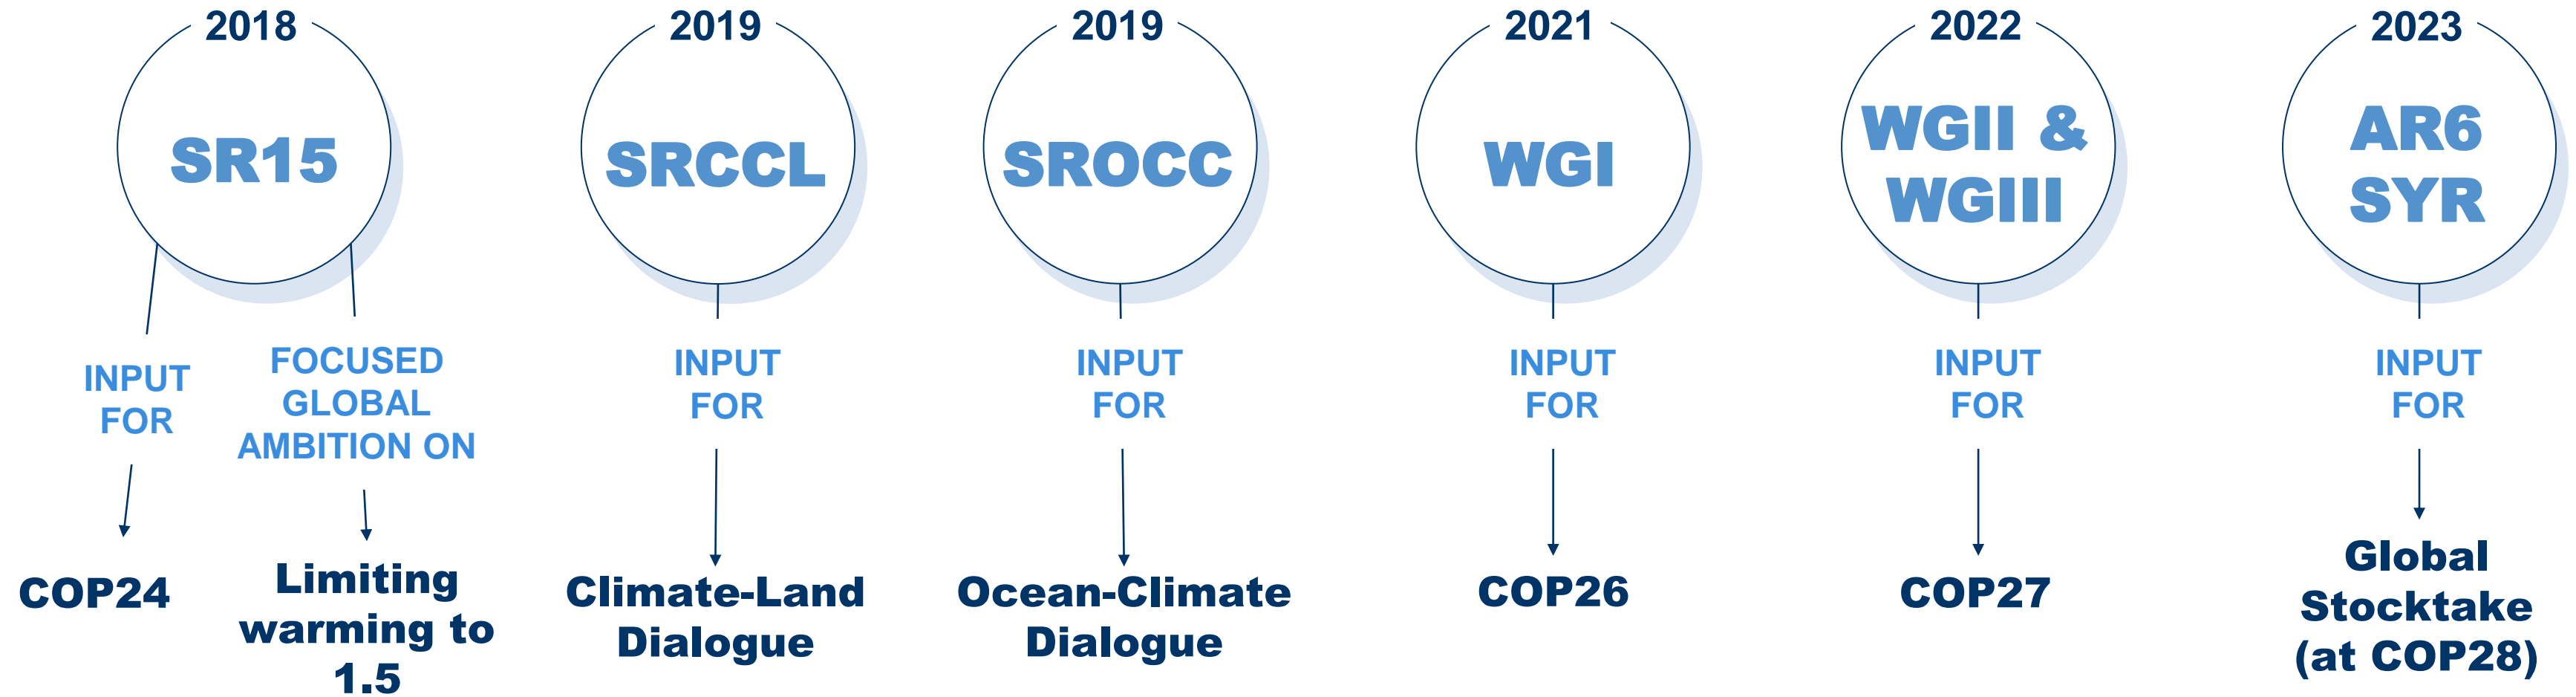 2018
SR15
INPUT
FOR
COP24
FOCUSED
GLOBAL
AMBITION ON
Limiting
warming to
1.5
2019
SRCCL
INPUT
FOR
Climate-Land
Dialogue
2019
SROCC
INPUT
FOR
Ocean-Climate
Dialogue
2021
WGI
INPUT
FOR
COP26
2022
WGII &
WGIII
INPUT
FOR
COP27
2023
AR6
SYR
INPUT
FOR
Global
Stocktake
(at COP28)